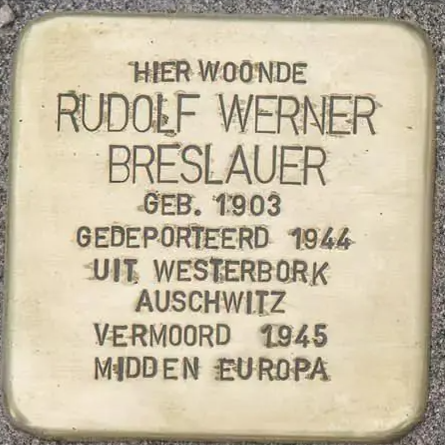 HIER WOONDE
RUDOLF WERNER
BRESLAUER
GEB. 1903
GEDEPORTEERD 1944
UIT WESTERBORK
AUSCHWITZ
VERMOORD 1945
MIDDEN EUROPA